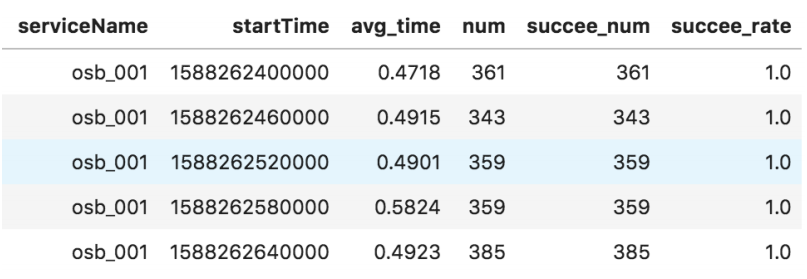 serviceName startTime avg_time num succee_num succee_rate
osb_001 1588262400000 0.4718 361 361 1.0
osb_001 1588262460000 0.4915 343 343 1.0
osb_001 1588262520000 0.4901 359 359 1.0
osb_001 1588262580000 0.5824 359 359 1.0
osb_001 1588262640000 0.4923 385 385 1.0